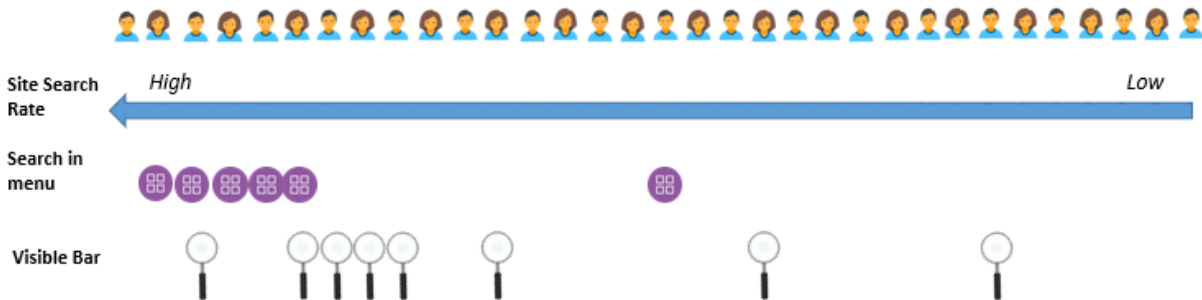 High
Low
Site Search
Rate
Search in
menu
Visible Bar